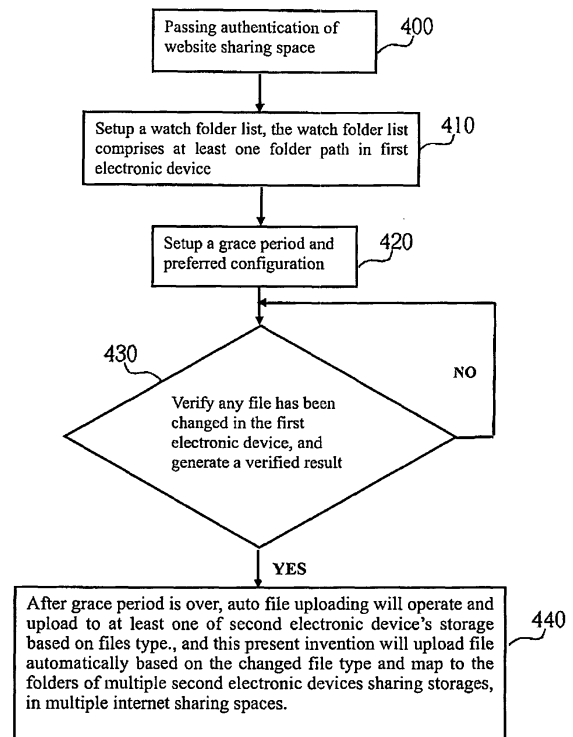 Passing authentication of
website sharing space
400
Setup a watch folder list, the watch folder list
comprises at least one folder path in first
electronic device
410
Setup a grace period and
preferred configuration
420
430
NO
Verify any file has been
changed in the first
electronic device, and
generate a verified result
YES
After grace period is over, auto file uploading will operate and
upload to at least one of second electronic device's storage
based on files type., and this present invention will upload file
automatically based on the changed file type and map to the
folders of multiple second electronic devices sharing storages,
in multiple internet sharing spaces.
440